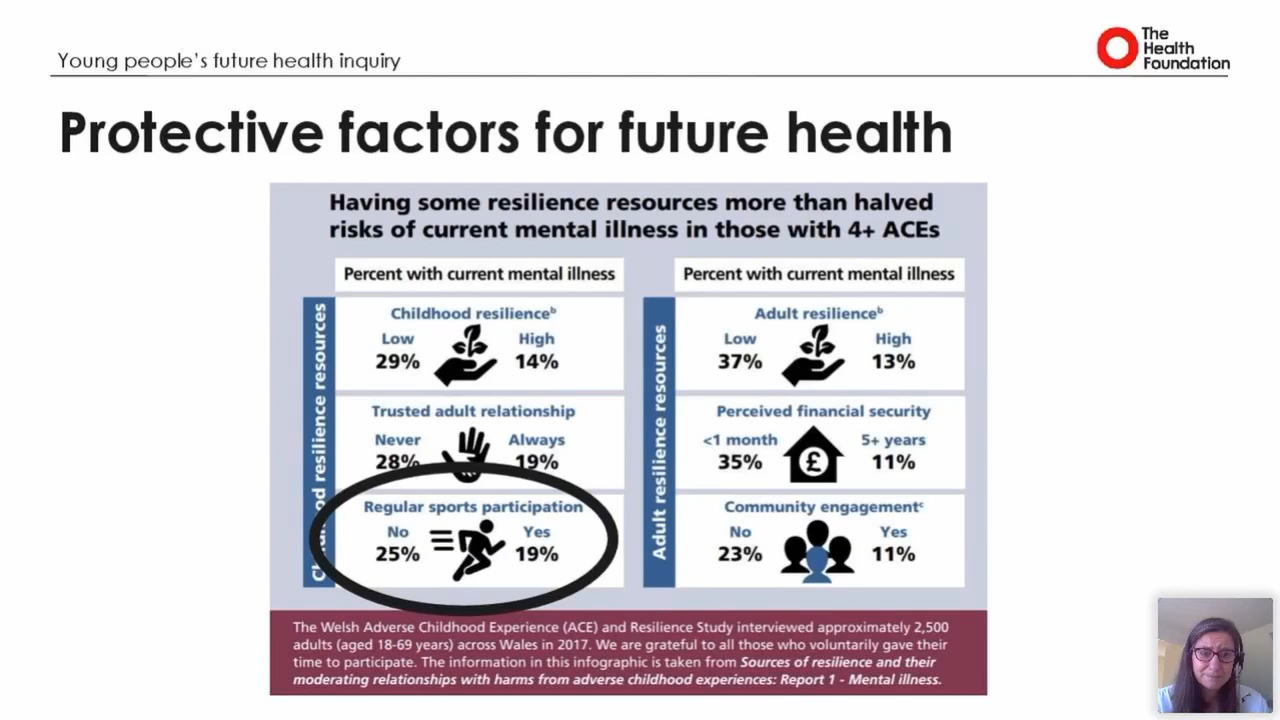 Young people's future health inquiry
The
Health
Foundation
Protective factors for future health
Having some resilience resources more than halved
risks of current mental illness in those with 4+ ACEs
Percent with current mental illness
Childhood resilience resources
Childhood resilienceᵇ
Low High
29% 14%
Trusted adult relationship
Never Always
28% 19%
Regular sports participation
No Yes
25% 19%
Percent with current mental illness
Adult resilience resources
Adult resilienceᵇ
Low High
37% 13%
Perceived financial security
<1 month 5+ years
35% £ 11%
Community engagementᶜ
No Yes
23% 11%
The Welsh Adverse Childhood Experience (ACE) and Resilience Study interviewed approximately 2,500
adults (aged 18-69 years) across Wales in 2017. We are grateful to all those who voluntarily gave their
time to participate. The information in this infographic is taken from Sources of resilience and their
moderating relationships with harms from adverse childhood experiences: Report 1 - Mental illness.